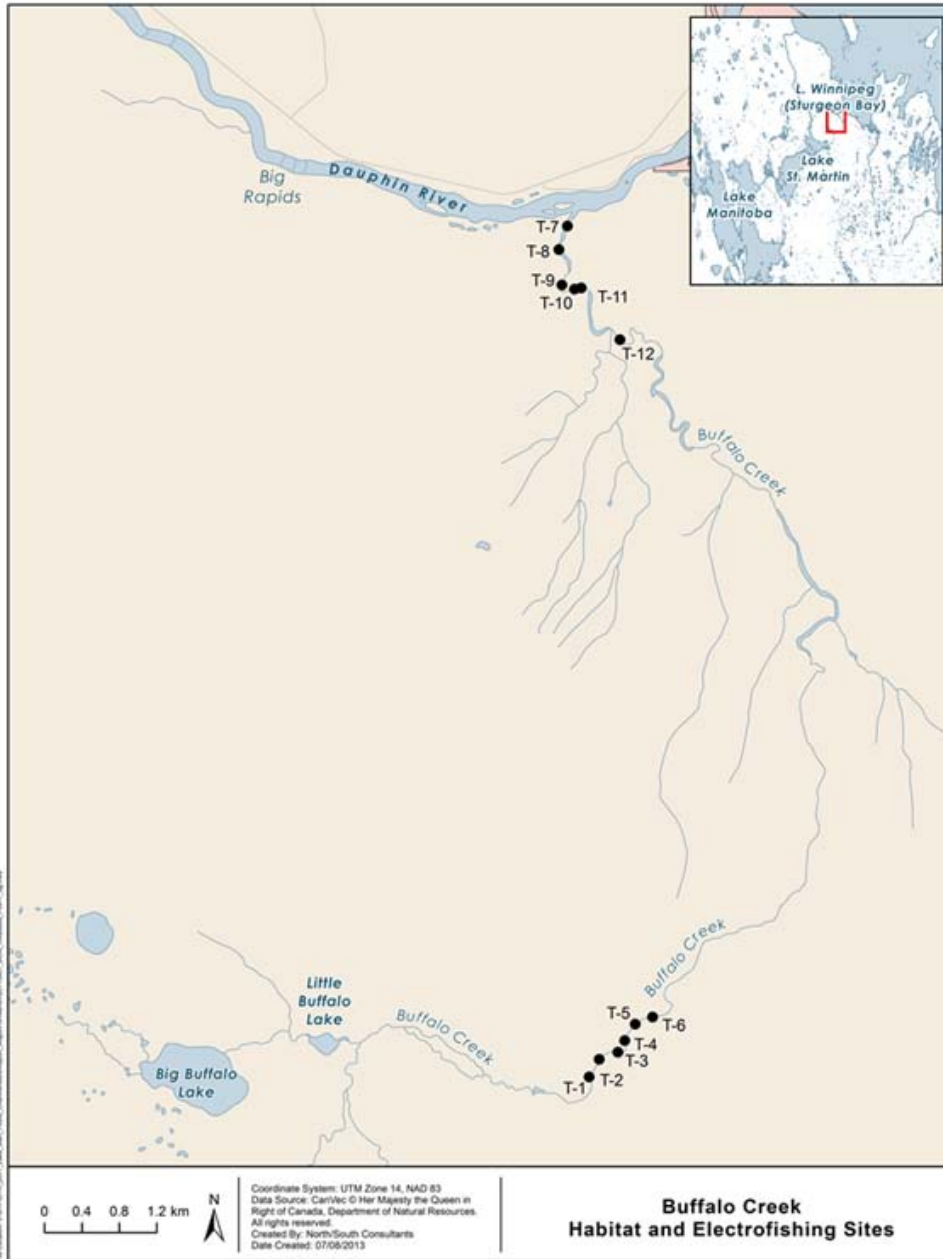 L. Winnipeg
(Sturgeon Bay)
Lake
St. Martin
Lake
Manitoba
Big
Rapids
Dauphin River
T-7
T-8
T-9
T-10
T-11
T-12
Buffalo Creek
Buffalo Creek
Little
Buffalo
Lake
Buffalo Creek
Big Buffalo
Lake
T-5
T-6
T-4
T-3
T-2
T-1
0 0.4 0.8 1.2 km
N
Coordinate System: UTM Zone 14, NAD 83
Data Source: CanVec © Her Majesty the Queen in
Right of Canada, Department of Natural Resources.
All rights reserved.
Created By: North/South Consultants
Date Created: 07/08/2013
Buffalo Creek
Habitat and Electrofishing Sites